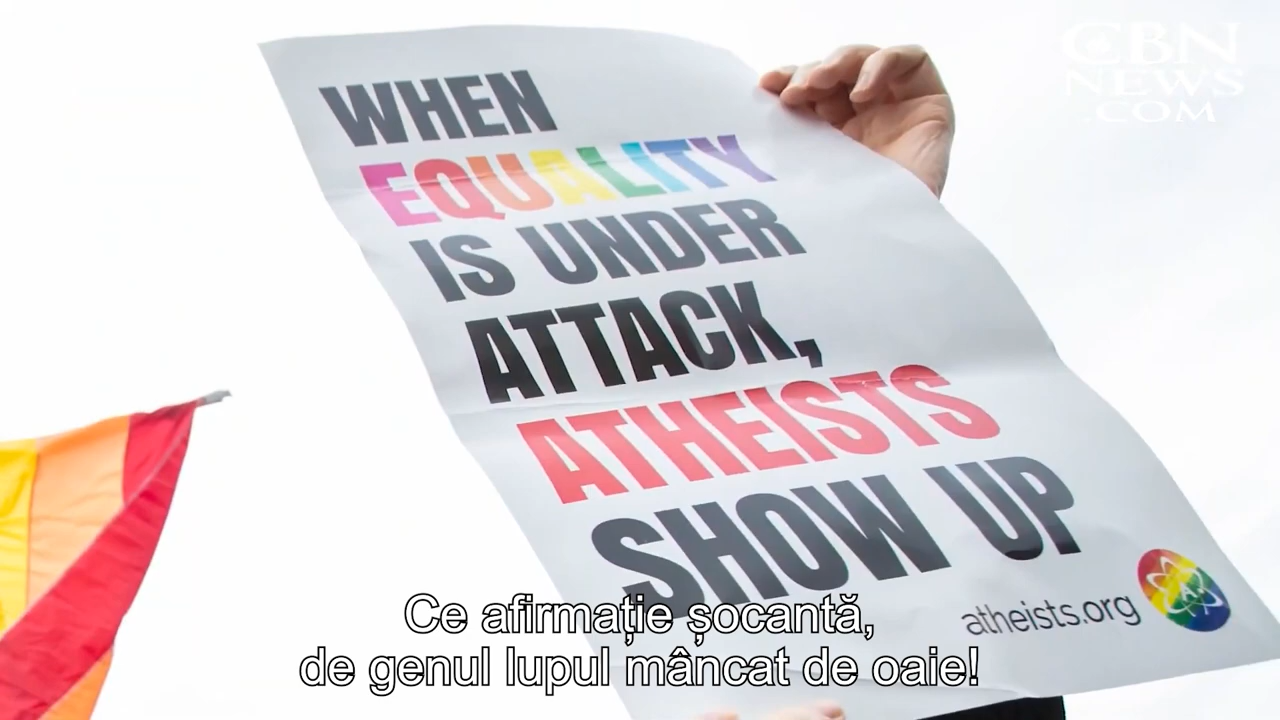 CBN
NEWS
.COM
WHEN
EQUALITY
IS UNDER
ATTACK,
ATHEISTS
SHOW UP
atheists.org
A
Ce afirmație șocantă,
de genul lupul mâncat de oaie!